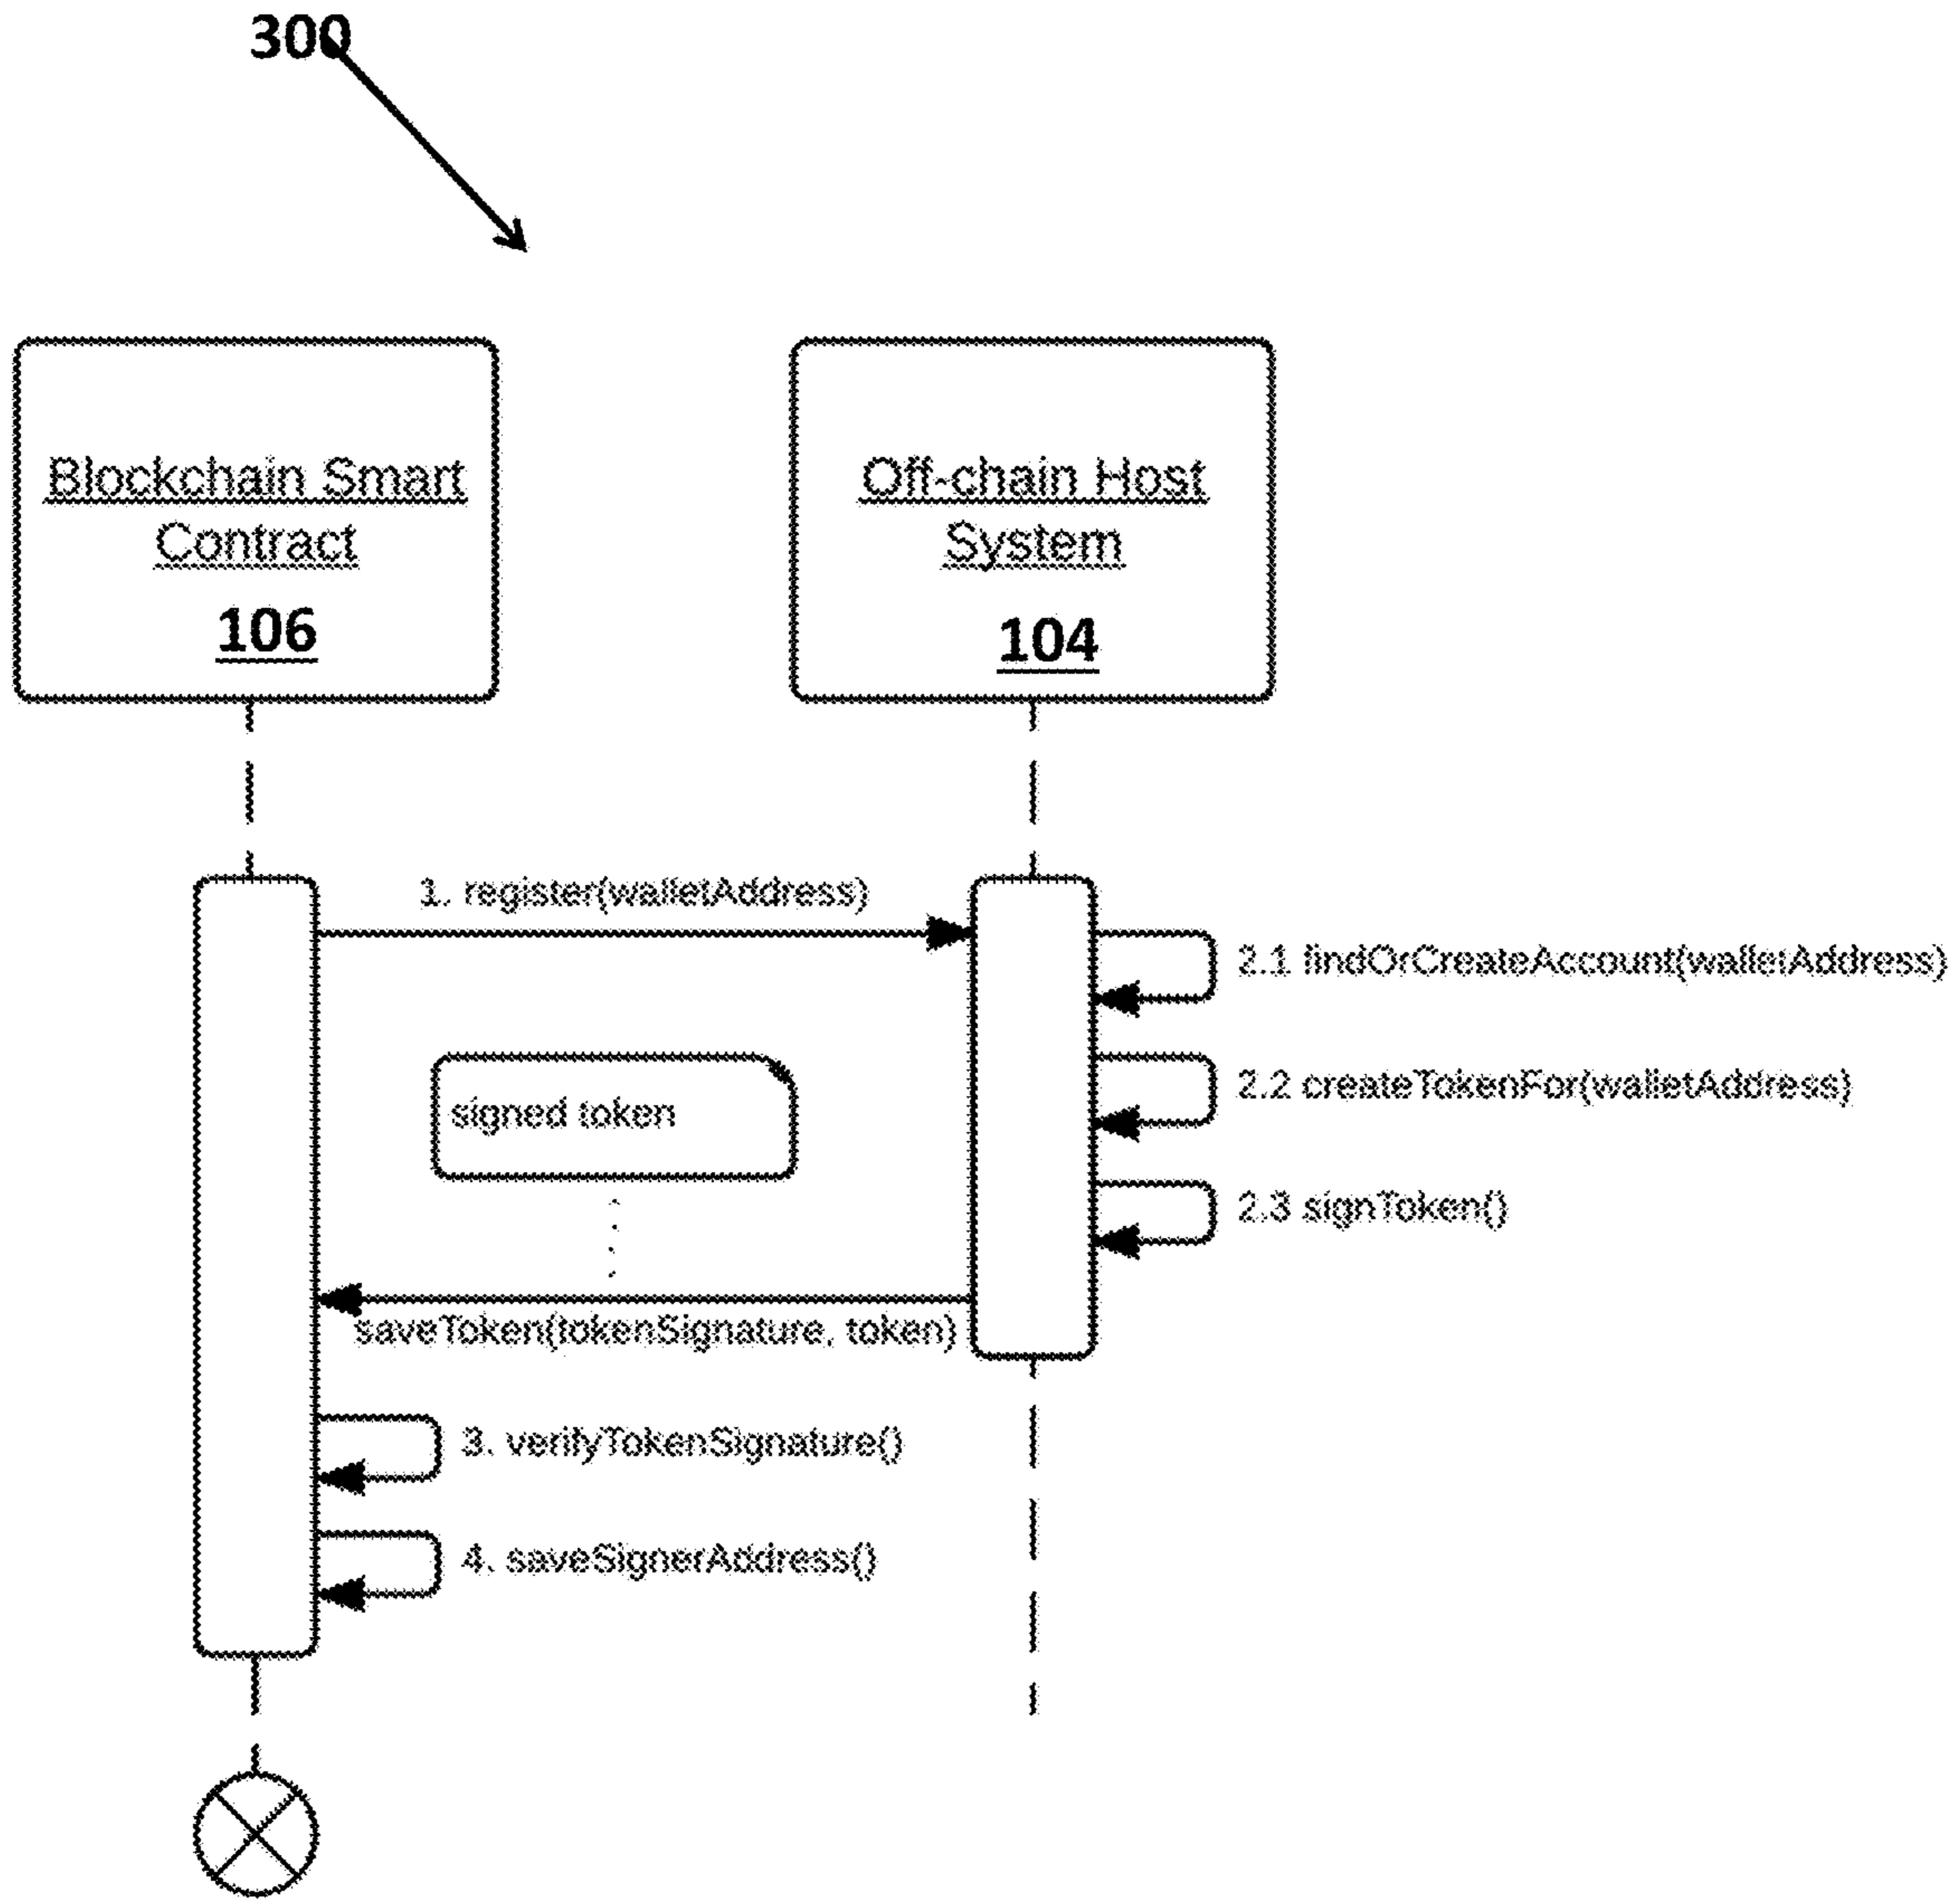 300
Blockchain Smart
Contract
106
Off-chain Host
System
104
1. register(walletAddress)
2.1 findOrCreateAccount(walletAddress)
2.2 createTokenFor(walletAddress)
signed token
2.3 signToken()
saveToken(tokenSignature, token)
3. verifyTokenSignature()
4. saveSignerAddress()